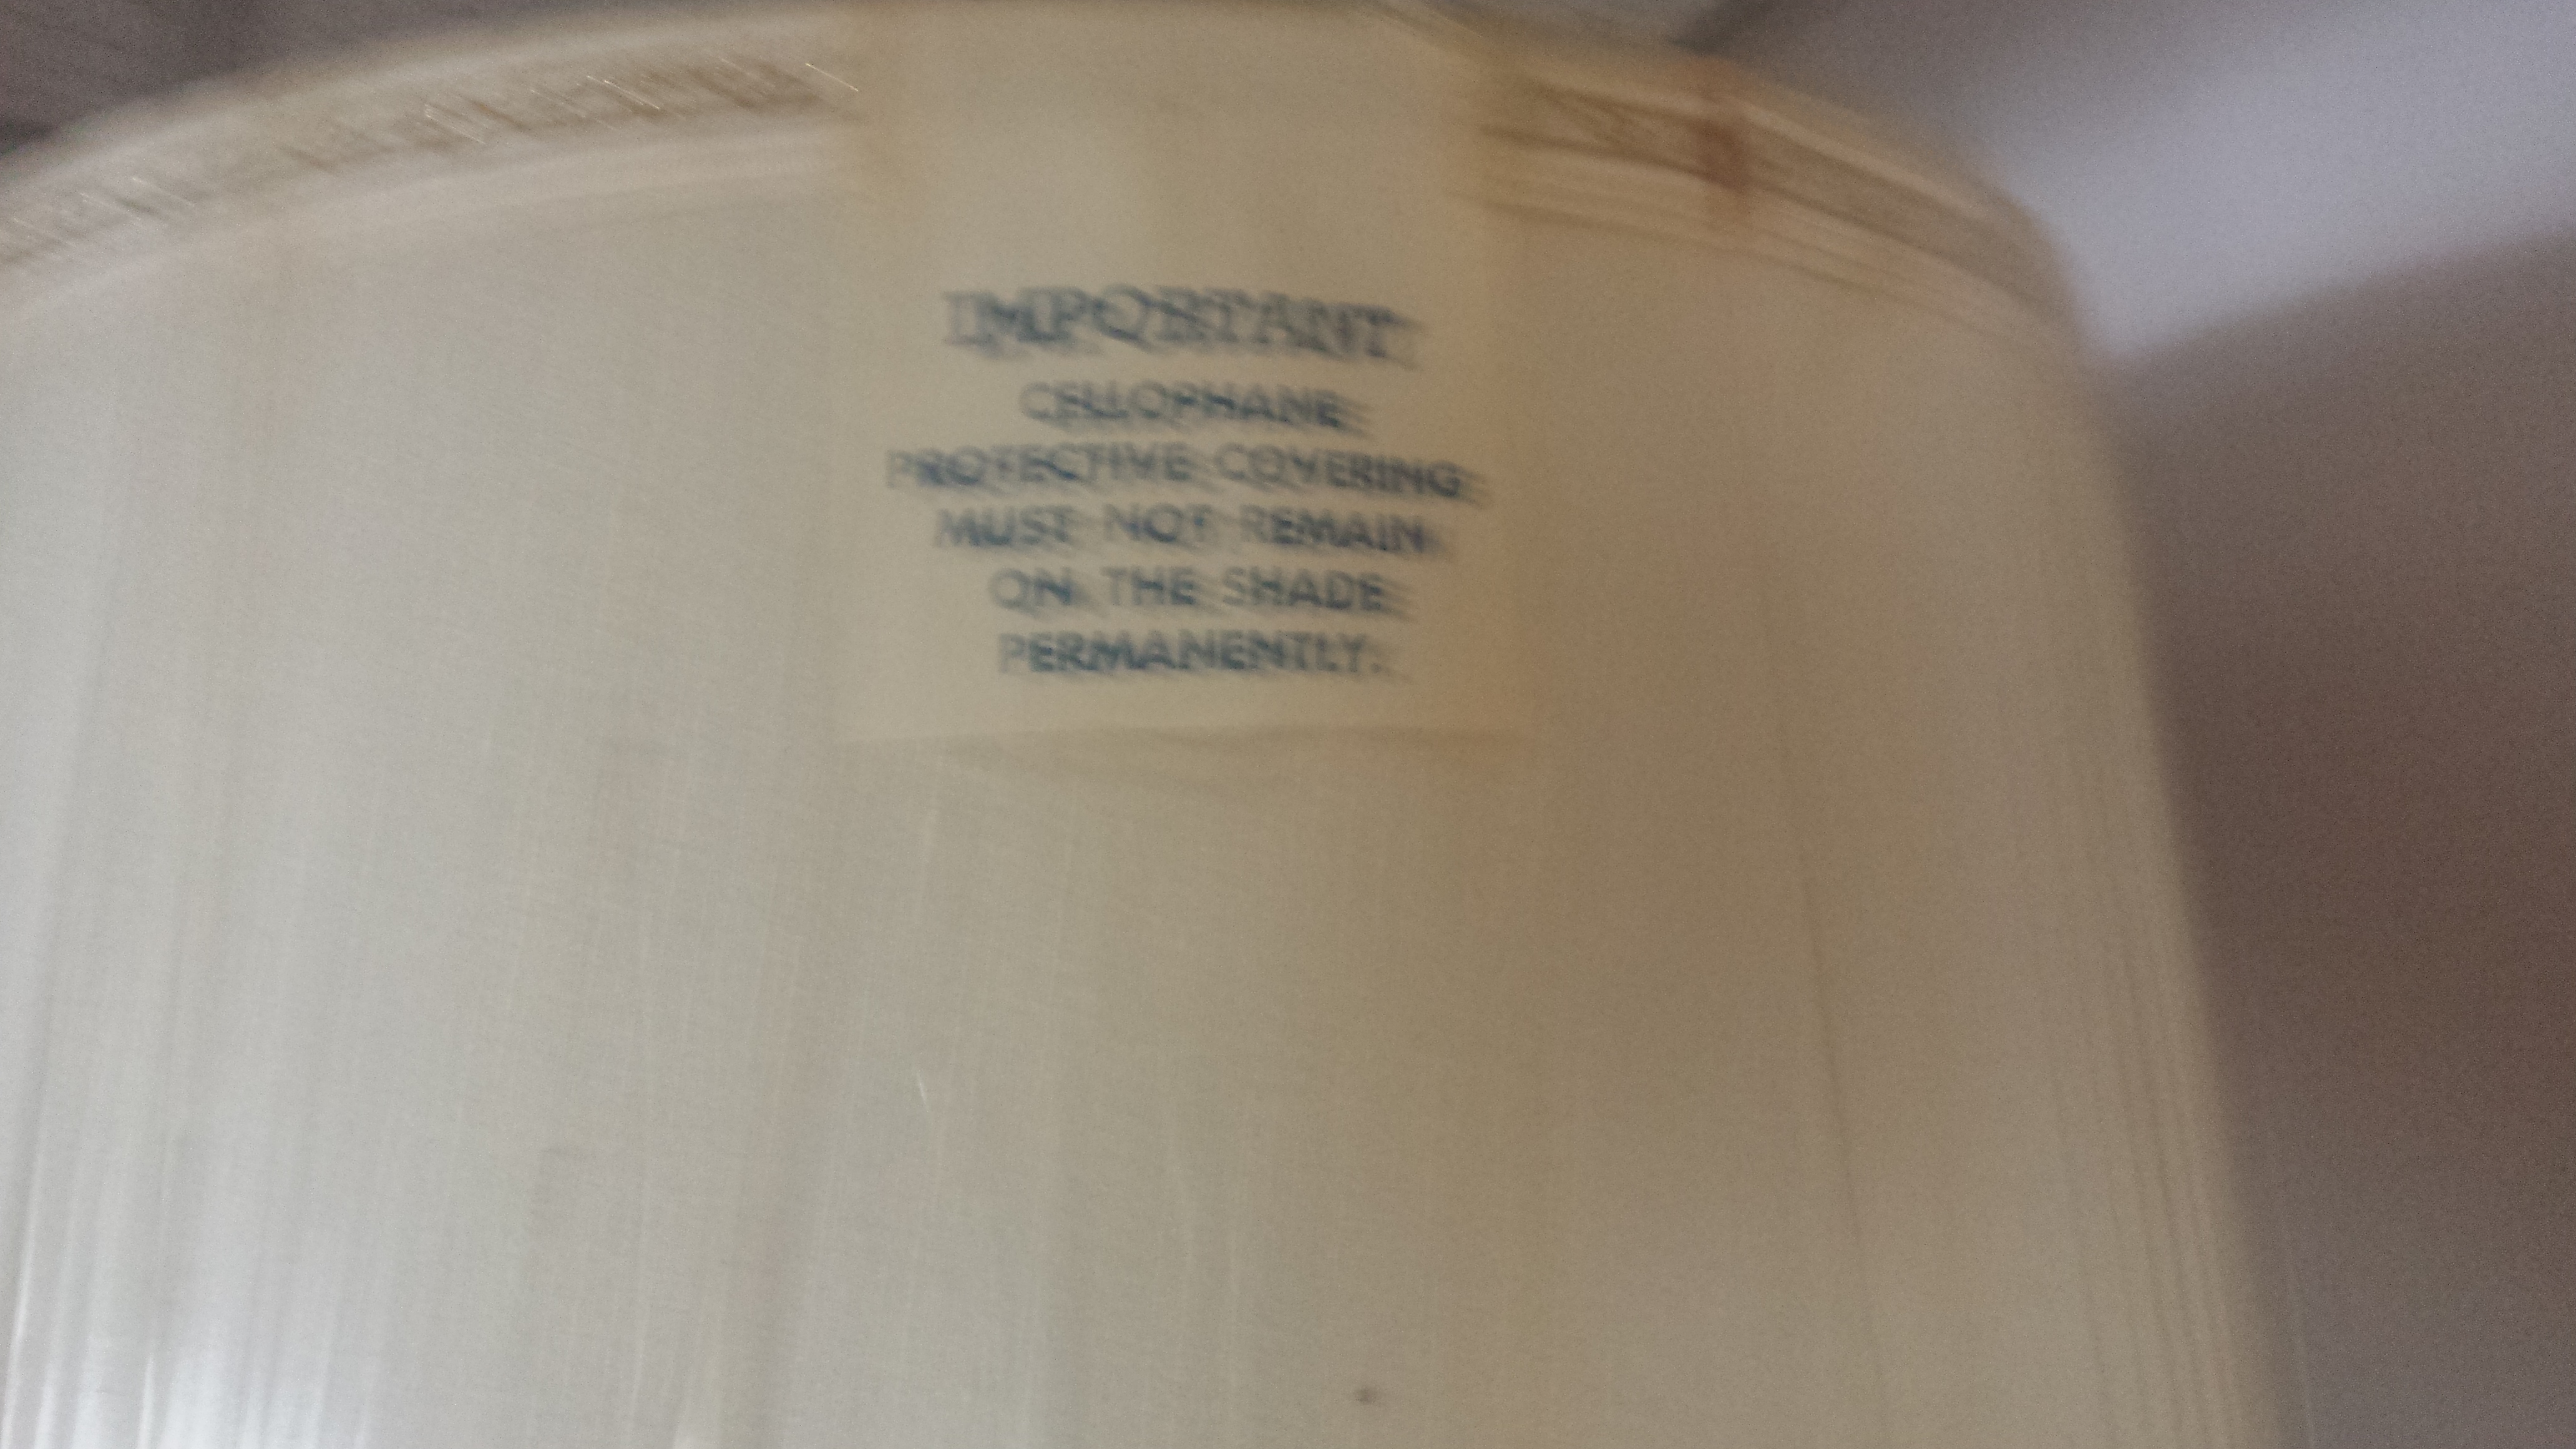 IMPORTANT
CELLOPHANE
PROTECTIVE COVERING
MUST NOT REMAIN
ON THE SHADE
PERMANENTLY.